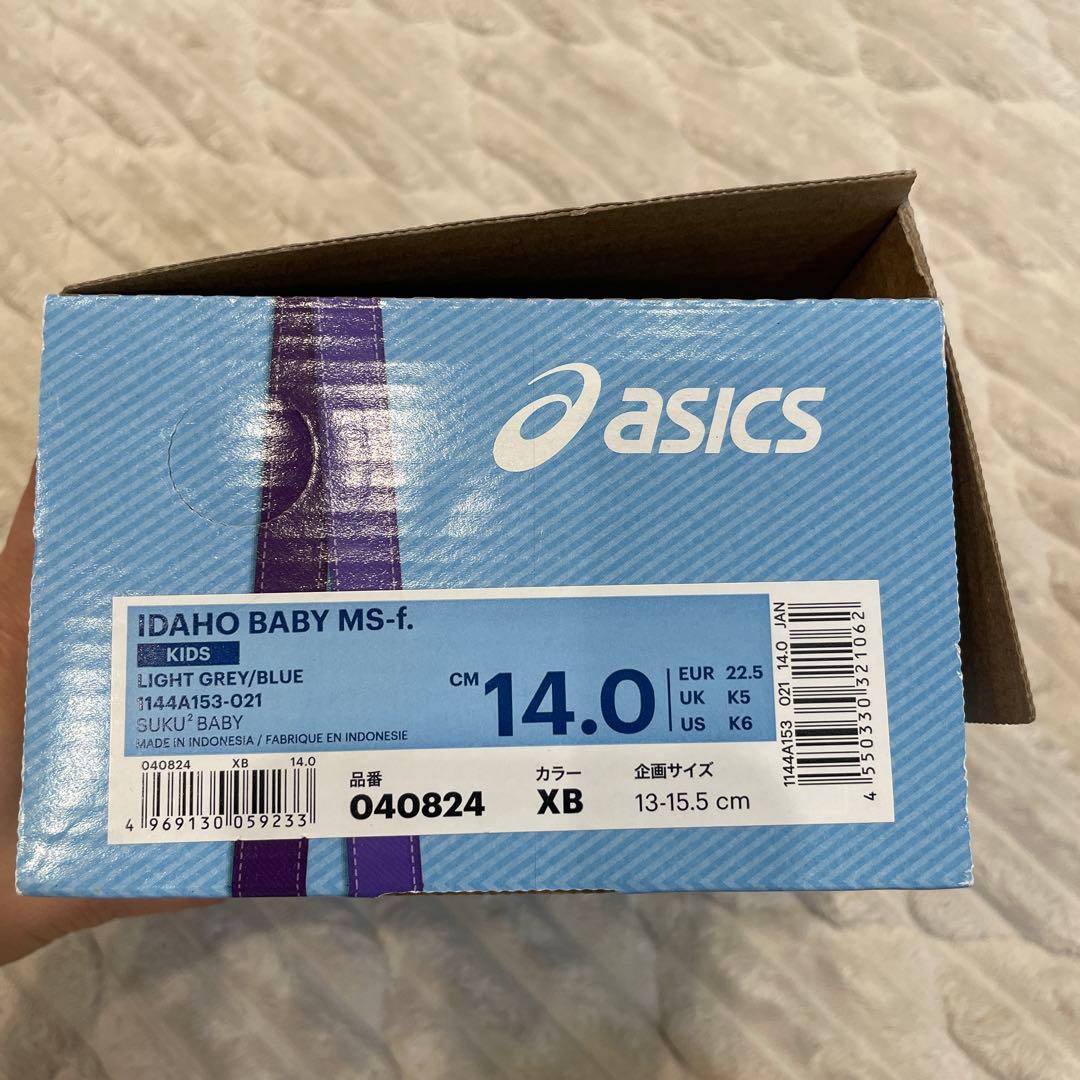 asics
IDAHO BABY MS-f.
KIDS
LIGHT GREY/BLUE
1144A153-021
SUKU² BABY
MADE IN INDONESIA / FABRIQUE EN INDONESIE
CM 14.0
EUR 22.5
UK K5
US K6
040824 XB 14.0
4 969130 059233
品番
040824
カラー
XB
企画サイズ
13-15.5 cm
1144A153 021 14.0 JAN
4 550330 321062